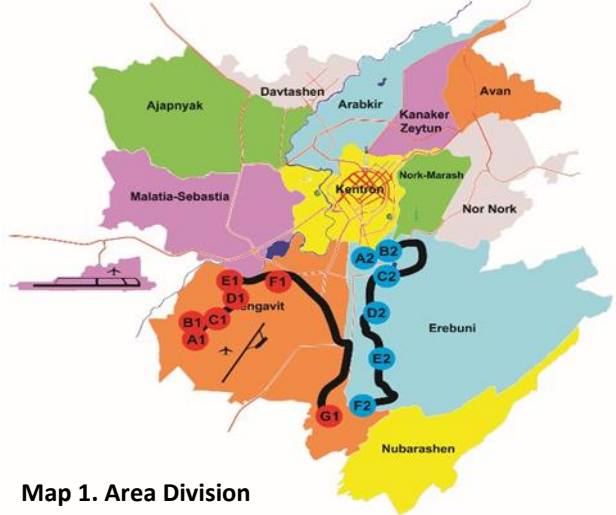 Davtashen
Ajapnyak
Arabkir
Avan
Kanaker
Zeytun
Malatia-Sebastia
Kentron
Nork-Marash
Nor Nork
A2
B2
C2
E1
F1
D1
engavit
B1
C1
A1
D2
Erebuni
E2
F2
G1
Nubarashen
Map 1. Area Division